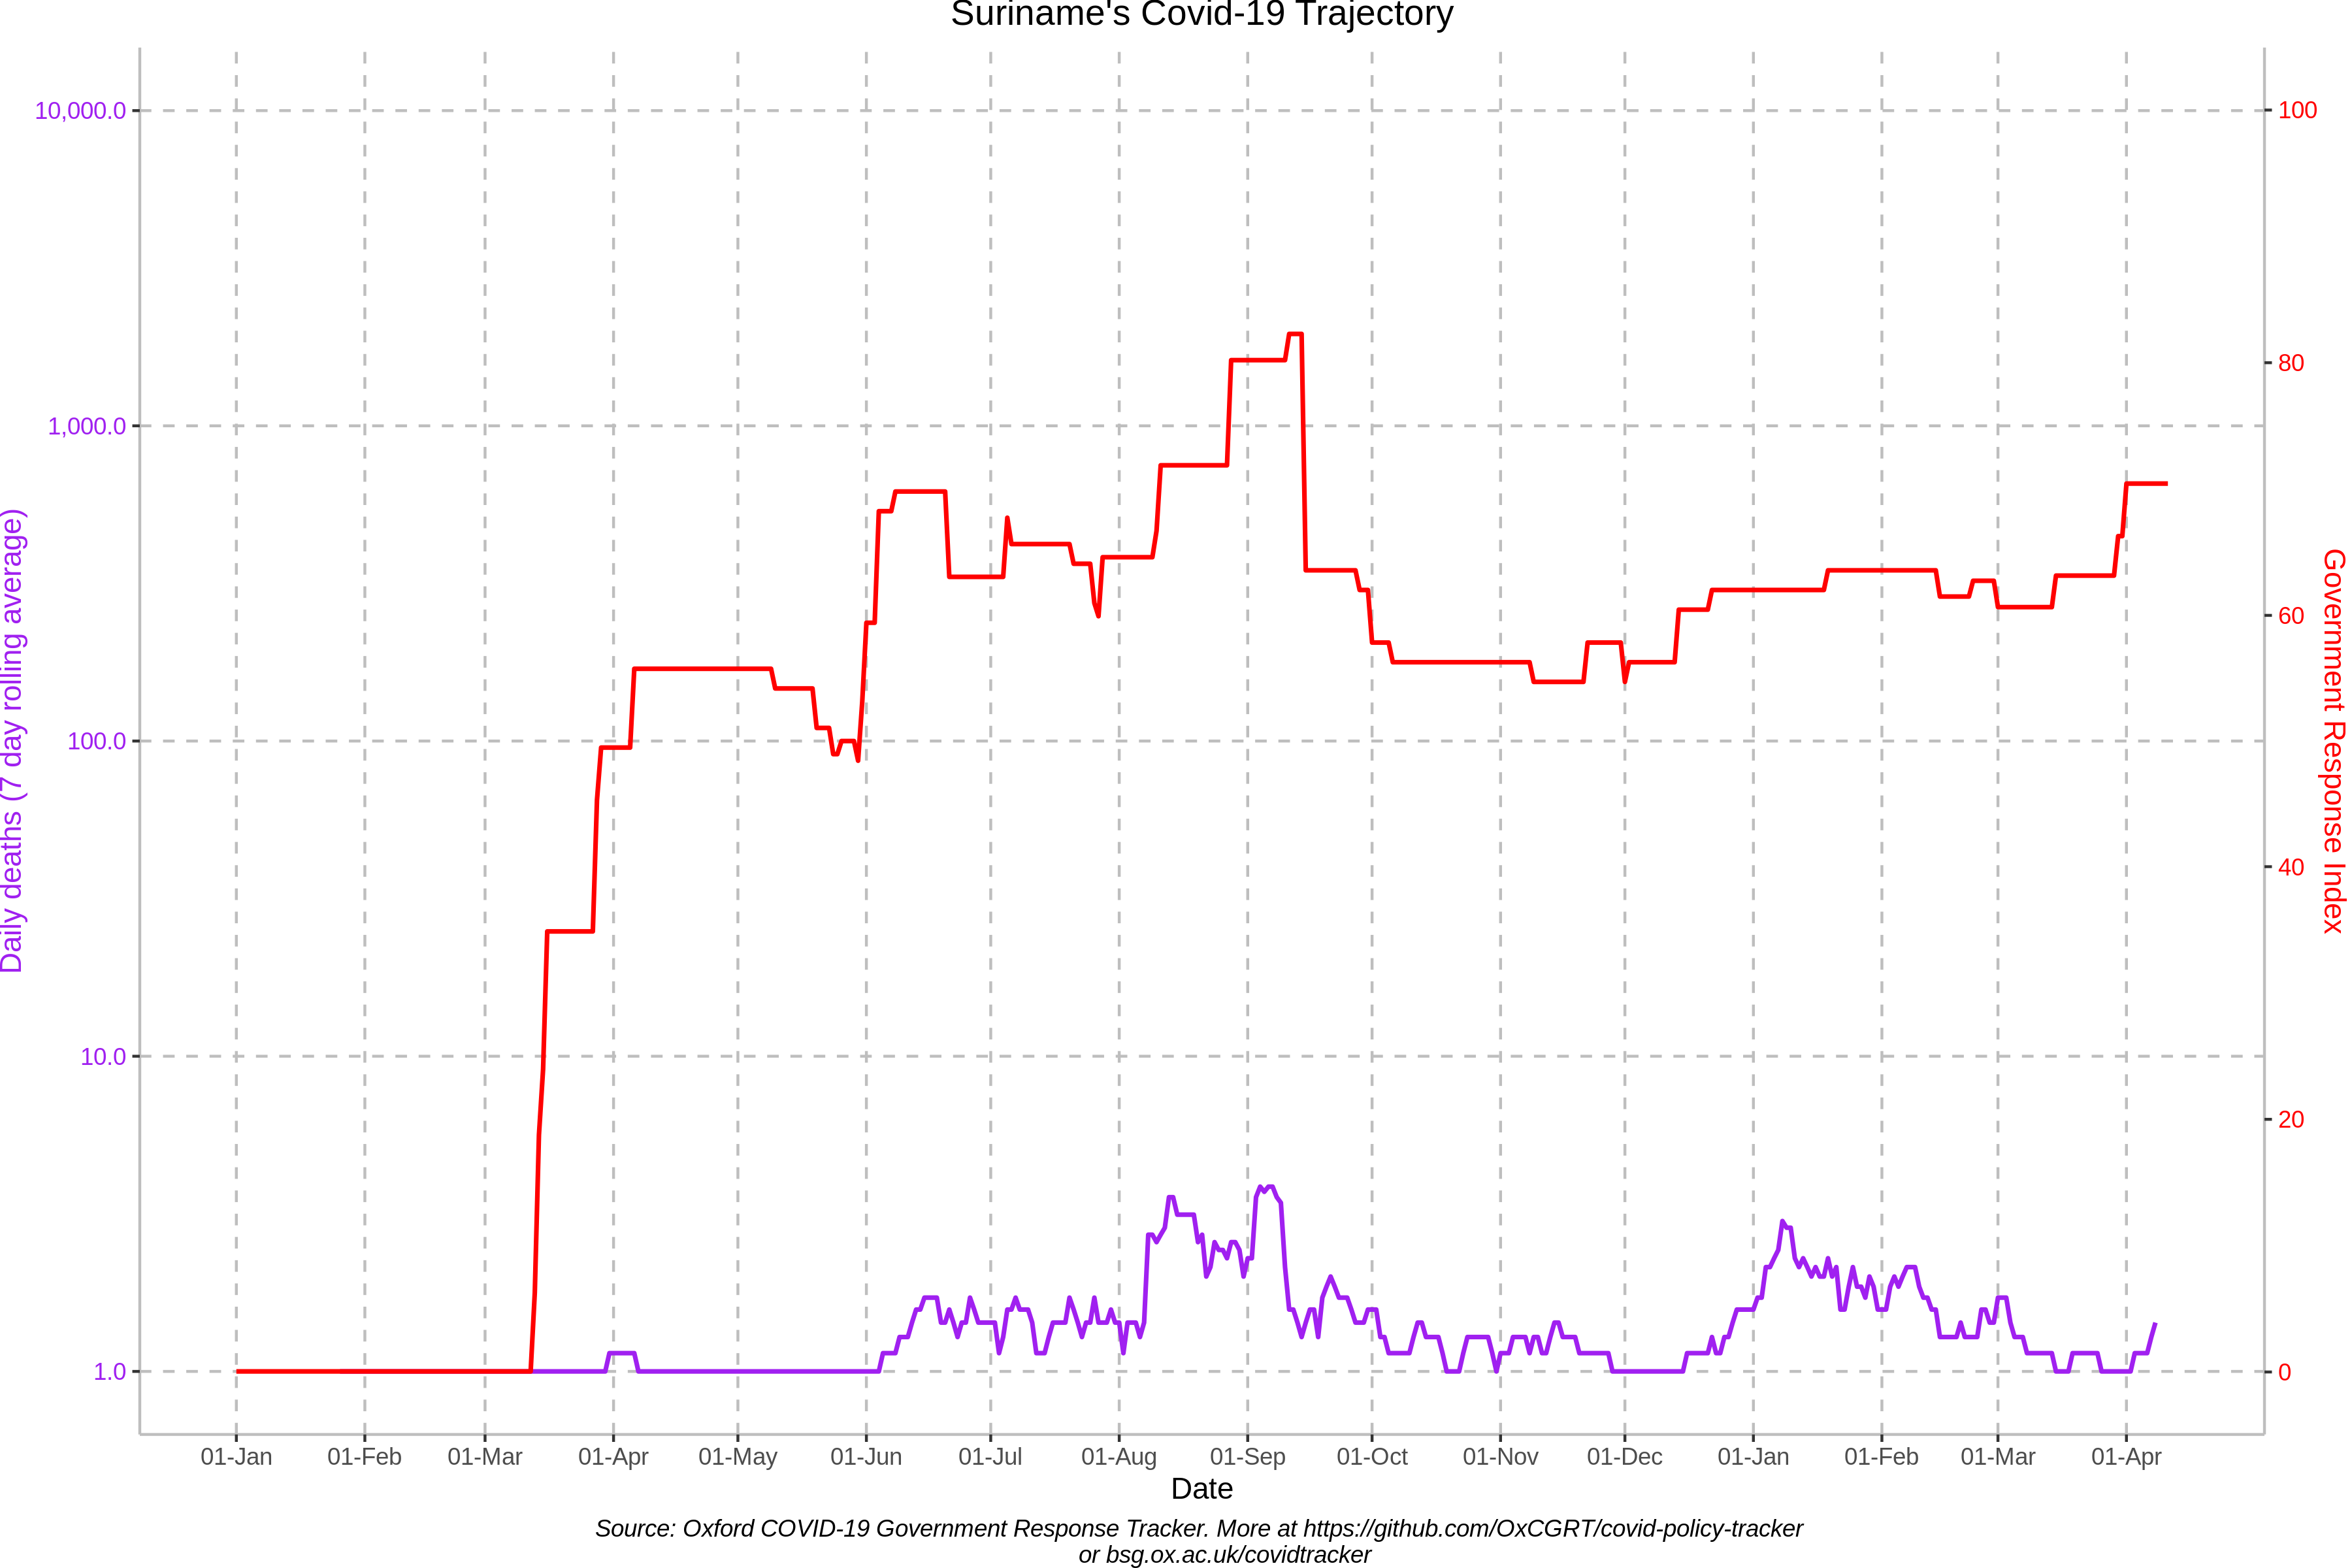 Suriname's Covid-19 Trajectory
10,000.0
1,000.0
100.0
10.0
1.0
Daily deaths (7 day rolling average)
100
80
60
40
20
0
Government Response Index
01-Jan 01-Feb 01-Mar 01-Apr 01-May 01-Jun 01-Jul 01-Aug 01-Sep 01-Oct 01-Nov 01-Dec 01-Jan 01-Feb 01-Mar 01-Apr
Date
Source: Oxford COVID-19 Government Response Tracker. More at https://github.com/OxCGRT/covid-policy-tracker
or bsg.ox.ac.uk/covidtracker